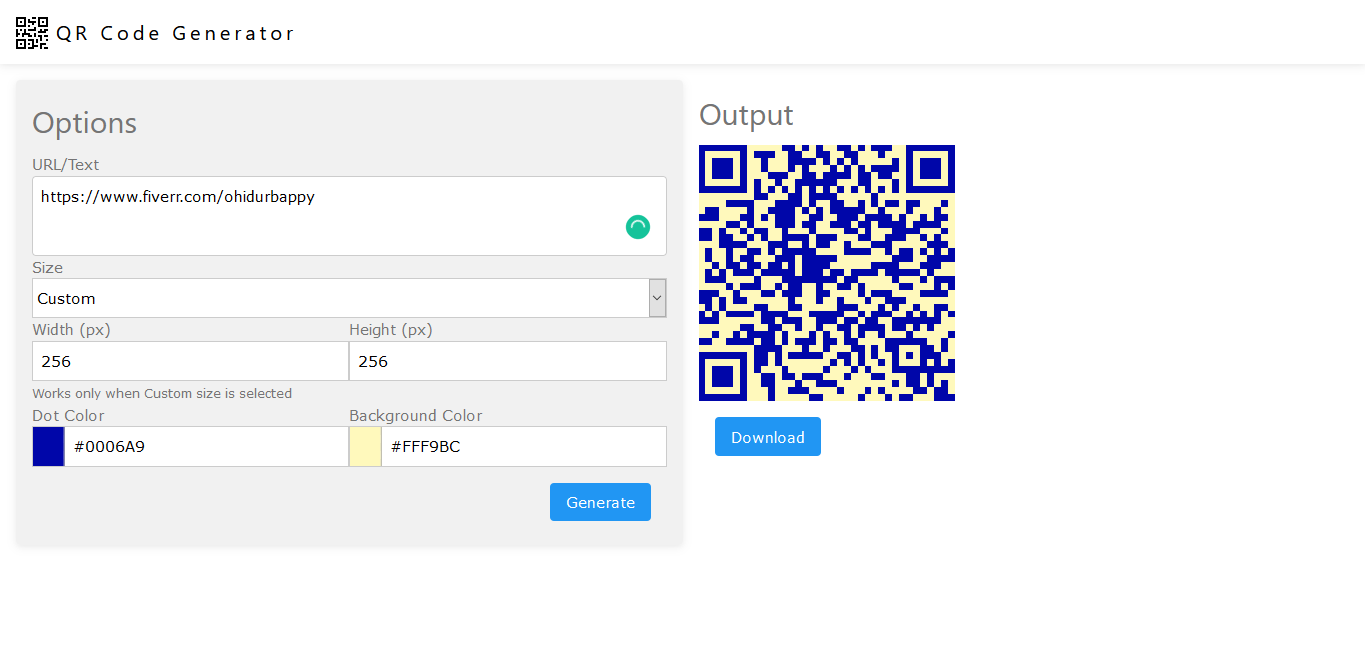 QR Code Generator
Options
URL/Text
https://www.fiverr.com/ohidurbappy
Size
Custom
Width (px) Height (px)
256 256
Works only when Custom size is selected
Dot Color Background Color
#0006A9 #FFF9BC
Generate
Output
Download